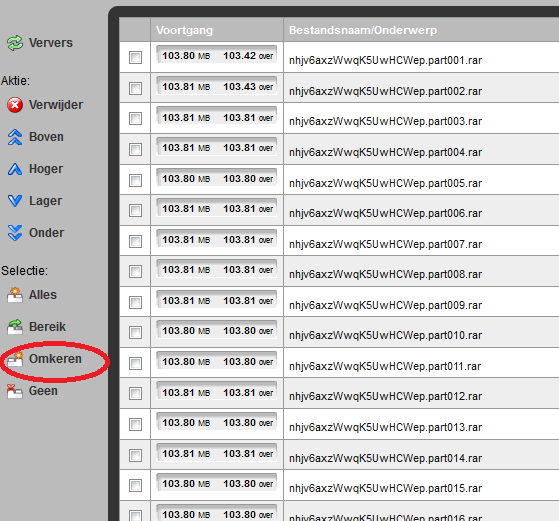 Ververs
Aktie:
Verwijder
Boven
Hoger
Lager
Onder
Selectie:
Alles
Bereik
Omkeren
Geen
Voortgang Bestandsnaam/Onderwerp
103.80 MB 103.42 over nhjv6axzWwqK5UwHCWep.part001.rar
103.81 MB 103.43 over nhjv6axzWwqK5UwHCWep.part002.rar
103.81 MB 103.81 over nhjv6axzWwqK5UwHCWep.part003.rar
103.81 MB 103.81 over nhjv6axzWwqK5UwHCWep.part004.rar
103.80 MB 103.80 over nhjv6axzWwqK5UwHCWep.part005.rar
103.81 MB 103.81 over nhjv6axzWwqK5UwHCWep.part006.rar
103.81 MB 103.81 over nhjv6axzWwqK5UwHCWep.part007.rar
103.81 MB 103.81 over nhjv6axzWwqK5UwHCWep.part008.rar
103.81 MB 103.81 over nhjv6axzWwqK5UwHCWep.part009.rar
103.80 MB 103.80 over nhjv6axzWwqK5UwHCWep.part010.rar
103.80 MB 103.80 over nhjv6axzWwqK5UwHCWep.part011.rar
103.81 MB 103.81 over nhjv6axzWwqK5UwHCWep.part012.rar
103.80 MB 103.80 over nhjv6axzWwqK5UwHCWep.part013.rar
103.81 MB 103.81 over nhjv6axzWwqK5UwHCWep.part014.rar
103.80 MB 103.80 over nhjv6axzWwqK5UwHCWep.part015.rar
103.80 MB 103.80 over nhjv6axzWwqK5UwHCWep.part016.rar